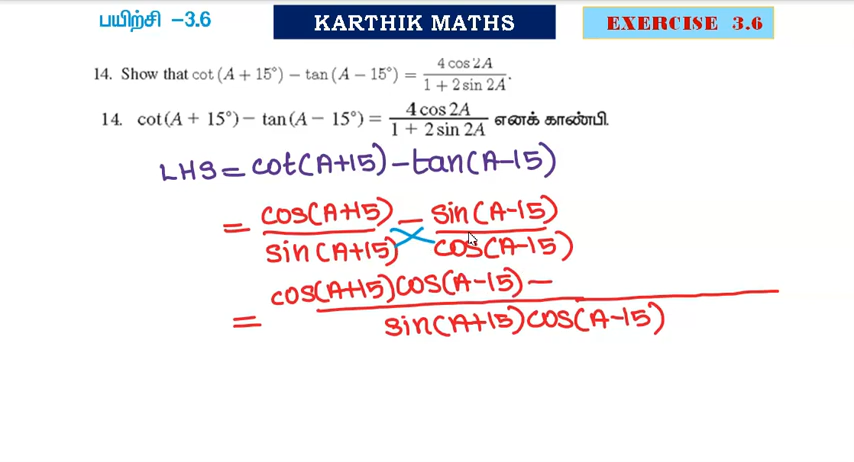 பயிற்சி –3.6
KARTHIK MATHS
EXERCISE 3.6
14. Show that cot (A + 15°) − tan (A − 15°) = 4 cos 2A / 1 + 2 sin 2A.
14. cot(A + 15°) − tan(A − 15°) = 4 cos 2A / 1 + 2 sin 2A எனக் காண்பி.
LHS = cot(A+15) − tan(A−15)
= cos(A+15) / sin(A+15) − sin(A−15) / cos(A−15)
= cos(A+15)cos(A−15) − / sin(A+15)cos(A−15)